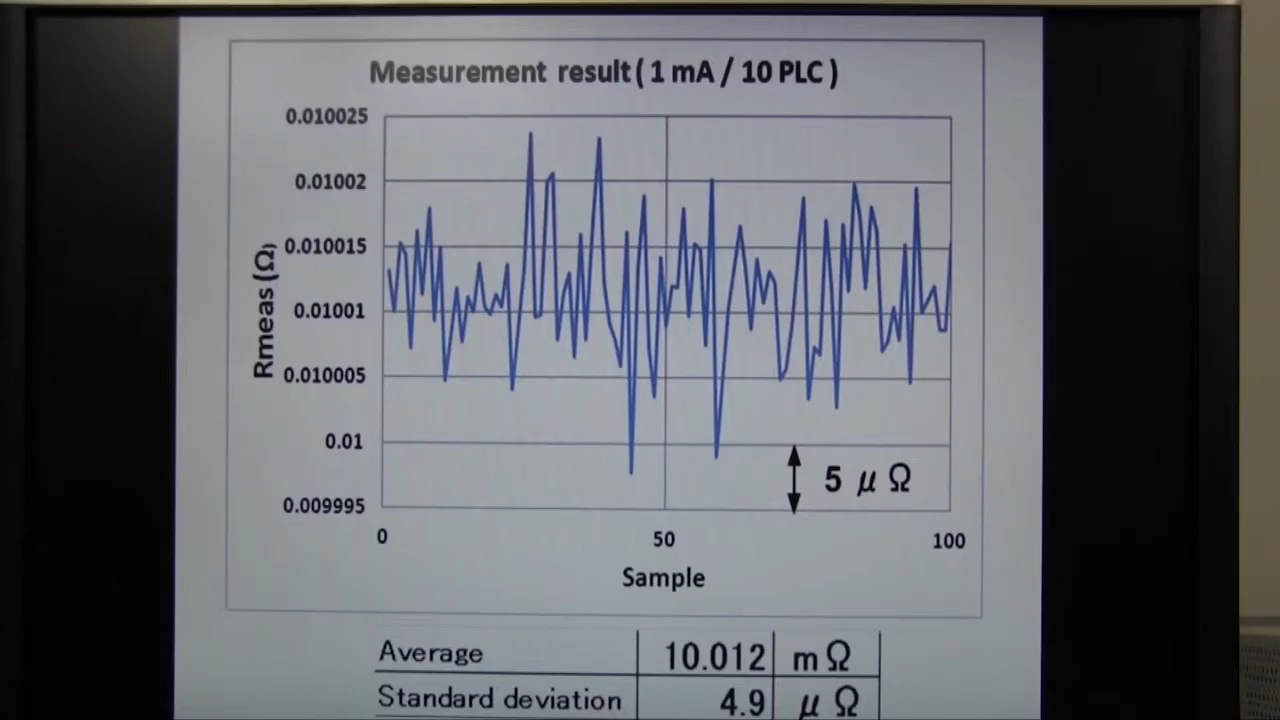 Measurement result ( 1 mA / 10 PLC )
0.010025
0.01002
0.010015
0.01001
0.010005
0.01
0.009995
Rmeas (Ω)
5 μ Ω
0 50 100
Sample
Average 10.012 m Ω
Standard deviation 4.9 μ Ω